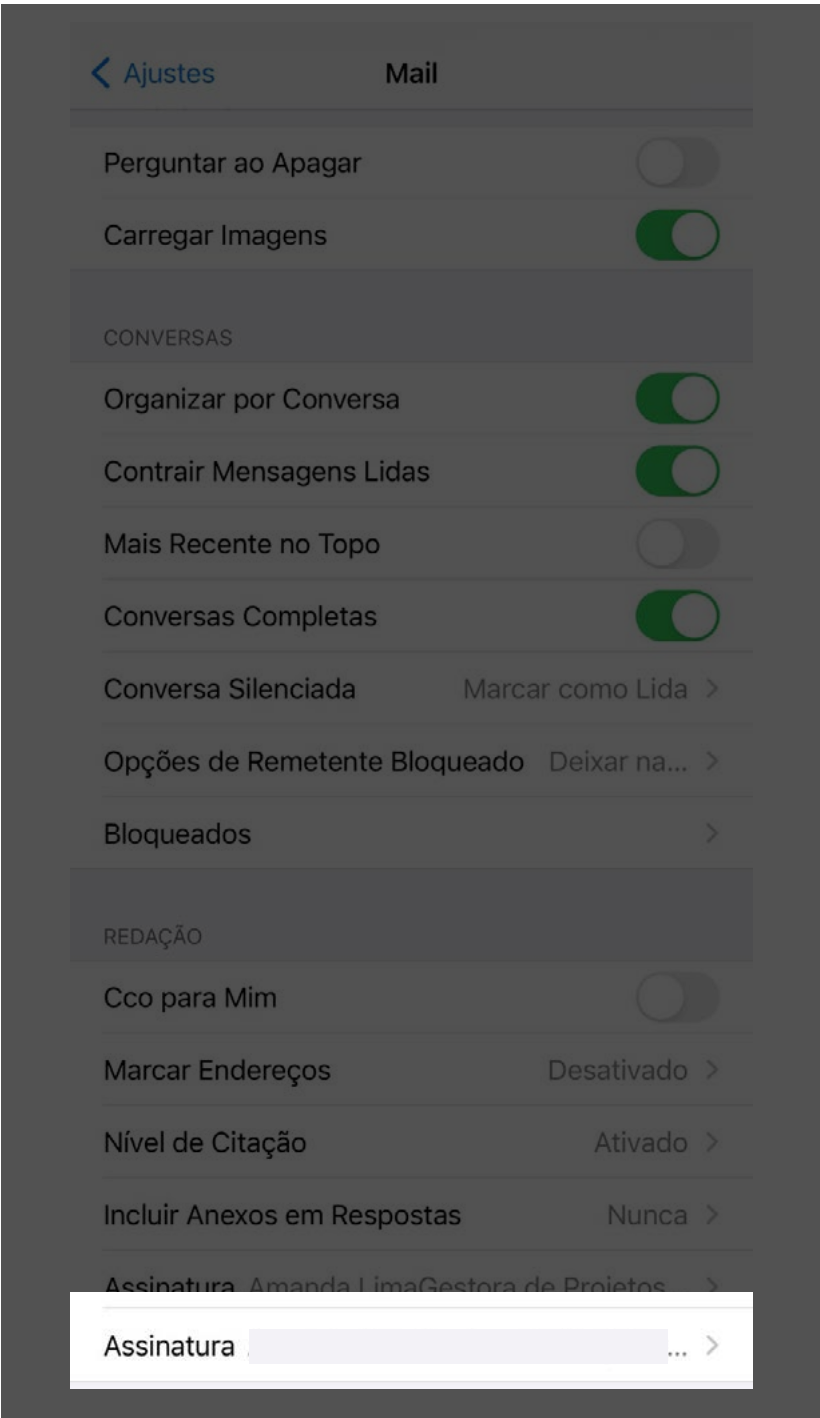 Ajustes Mail
Perguntar ao Apagar
Carregar Imagens
CONVERSAS
Organizar por Conversa
Contrair Mensagens Lidas
Mais Recente no Topo
Conversas Completas
Conversa Silenciada Marcar como Lida
Opções de Remetente Bloqueado Deixar na...
Bloqueados
REDAÇÃO
Cco para Mim
Marcar Endereços Desativado
Nível de Citação Ativado
Incluir Anexos em Respostas Nunca
Assinatura Amanda LimaGestora de Projetos
Assinatura ...